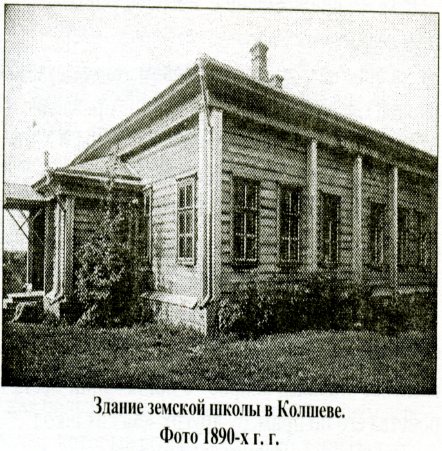 Здание земской школы в Колшеве.
Фото 1890-х г. г.